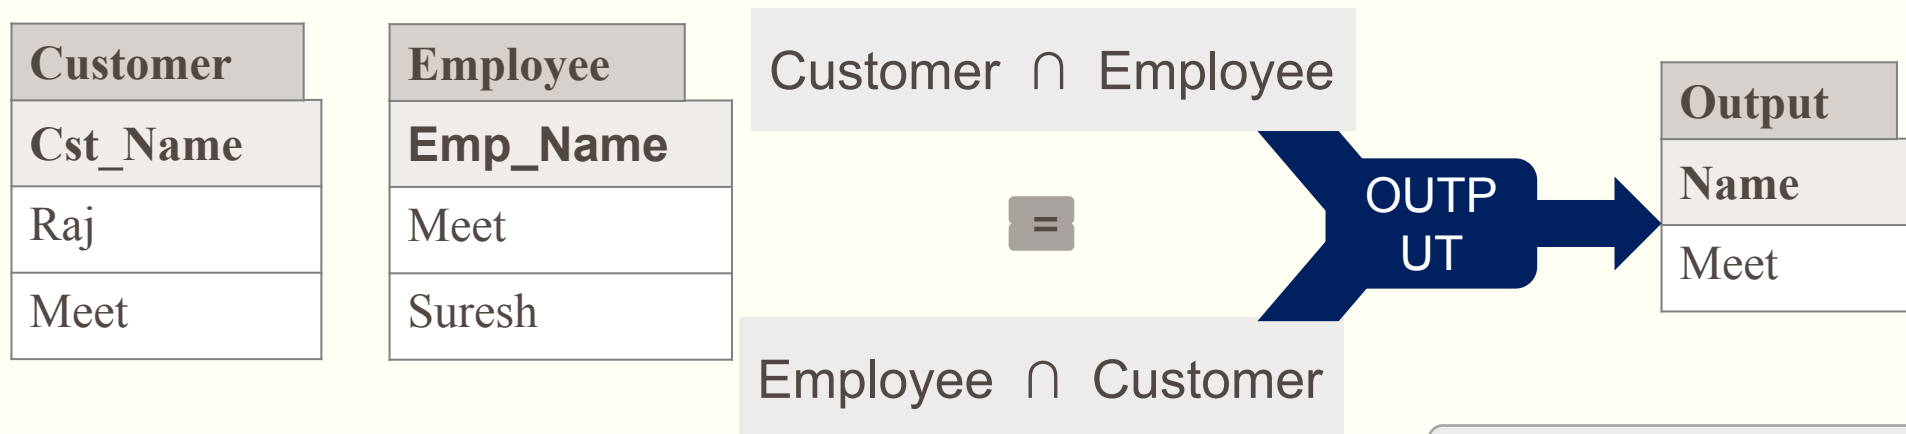 Customer
Cst_Name
Raj
Meet
Employee
Emp_Name
Meet
Suresh
Customer ∩ Employee
=
Employee ∩ Customer
OUTP
UT
Output
Name
Meet